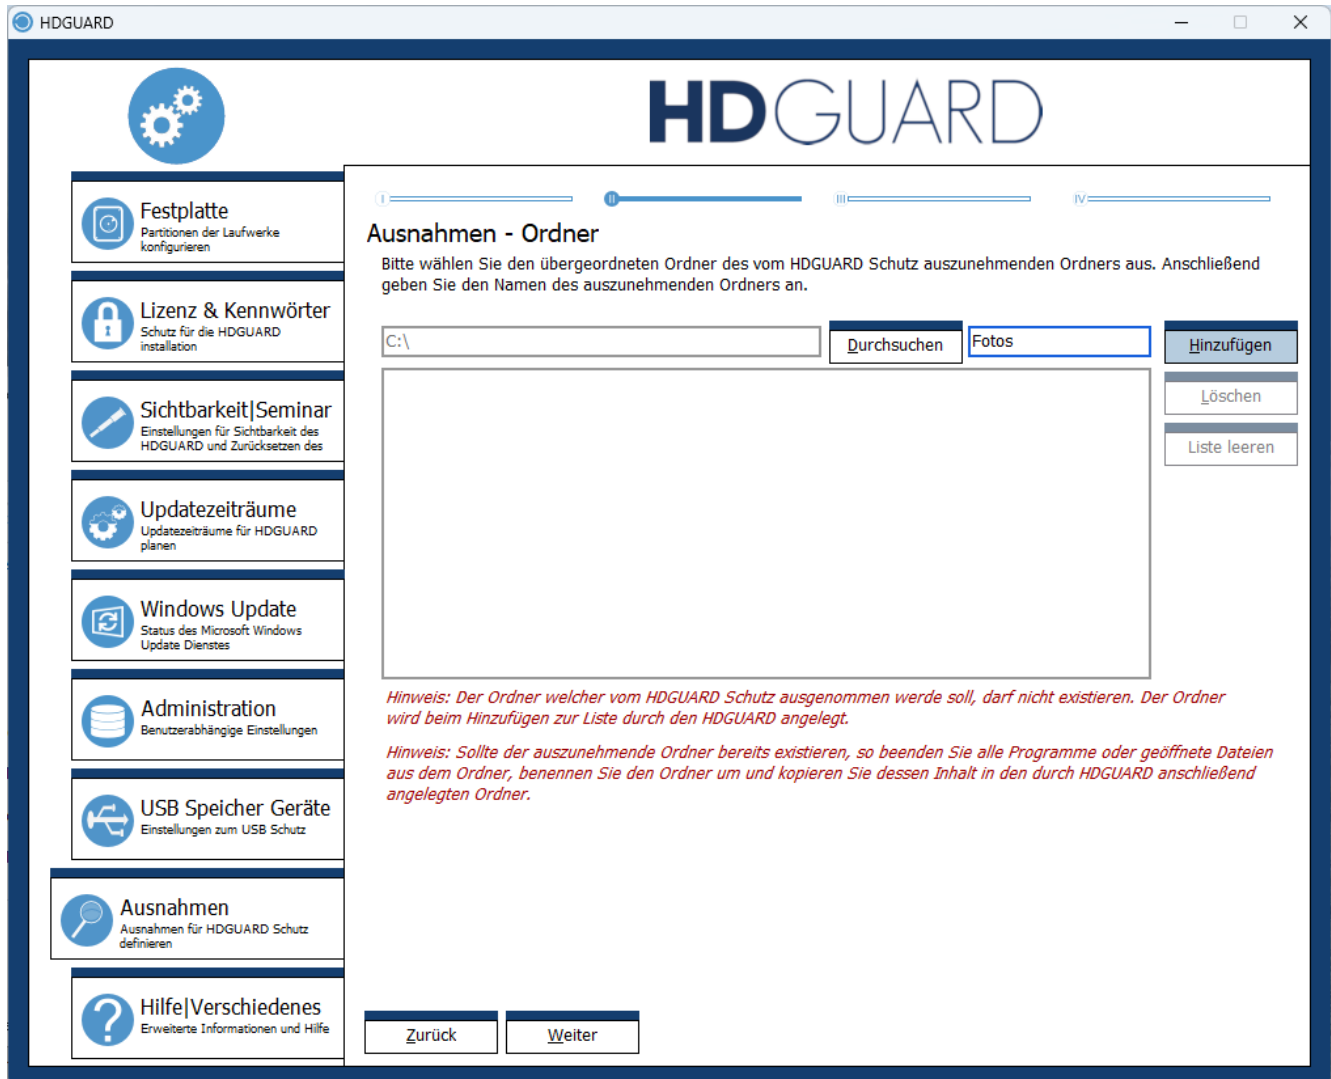 HDGUARD
HDGUARD
Festplatte
Partitionen der Laufwerke
konfigurieren
Lizenz & Kennwörter
Schutz für die HDGUARD
installation
Sichtbarkeit|Seminar
Einstellungen für Sichtbarkeit des
HDGUARD und Zurücksetzen des
Updatezeiträume
Updatezeiträume für HDGUARD
planen
Windows Update
Status des Microsoft Windows
Update Dienstes
Administration
Benutzerabhängige Einstellungen
USB Speicher Geräte
Einstellungen zum USB Schutz
Ausnahmen
Ausnahmen für HDGUARD Schutz
definieren
Hilfe|Verschiedenes
Erweiterte Informationen und Hilfe
I II III IV
Ausnahmen - Ordner
Bitte wählen Sie den übergeordneten Ordner des vom HDGUARD Schutz auszunehmenden Ordners aus. Anschließend
geben Sie den Namen des auszunehmenden Ordners an.
C:\ Durchsuchen Fotos Hinzufügen
Löschen
Liste leeren
Hinweis: Der Ordner welcher vom HDGUARD Schutz ausgenommen werde soll, darf nicht existieren. Der Ordner
wird beim Hinzufügen zur Liste durch den HDGUARD angelegt.
Hinweis: Sollte der auszunehmende Ordner bereits existieren, so beenden Sie alle Programme oder geöffnete Dateien
aus dem Ordner, benennen Sie den Ordner um und kopieren Sie dessen Inhalt in den durch HDGUARD anschließend
angelegten Ordner.
Zurück Weiter